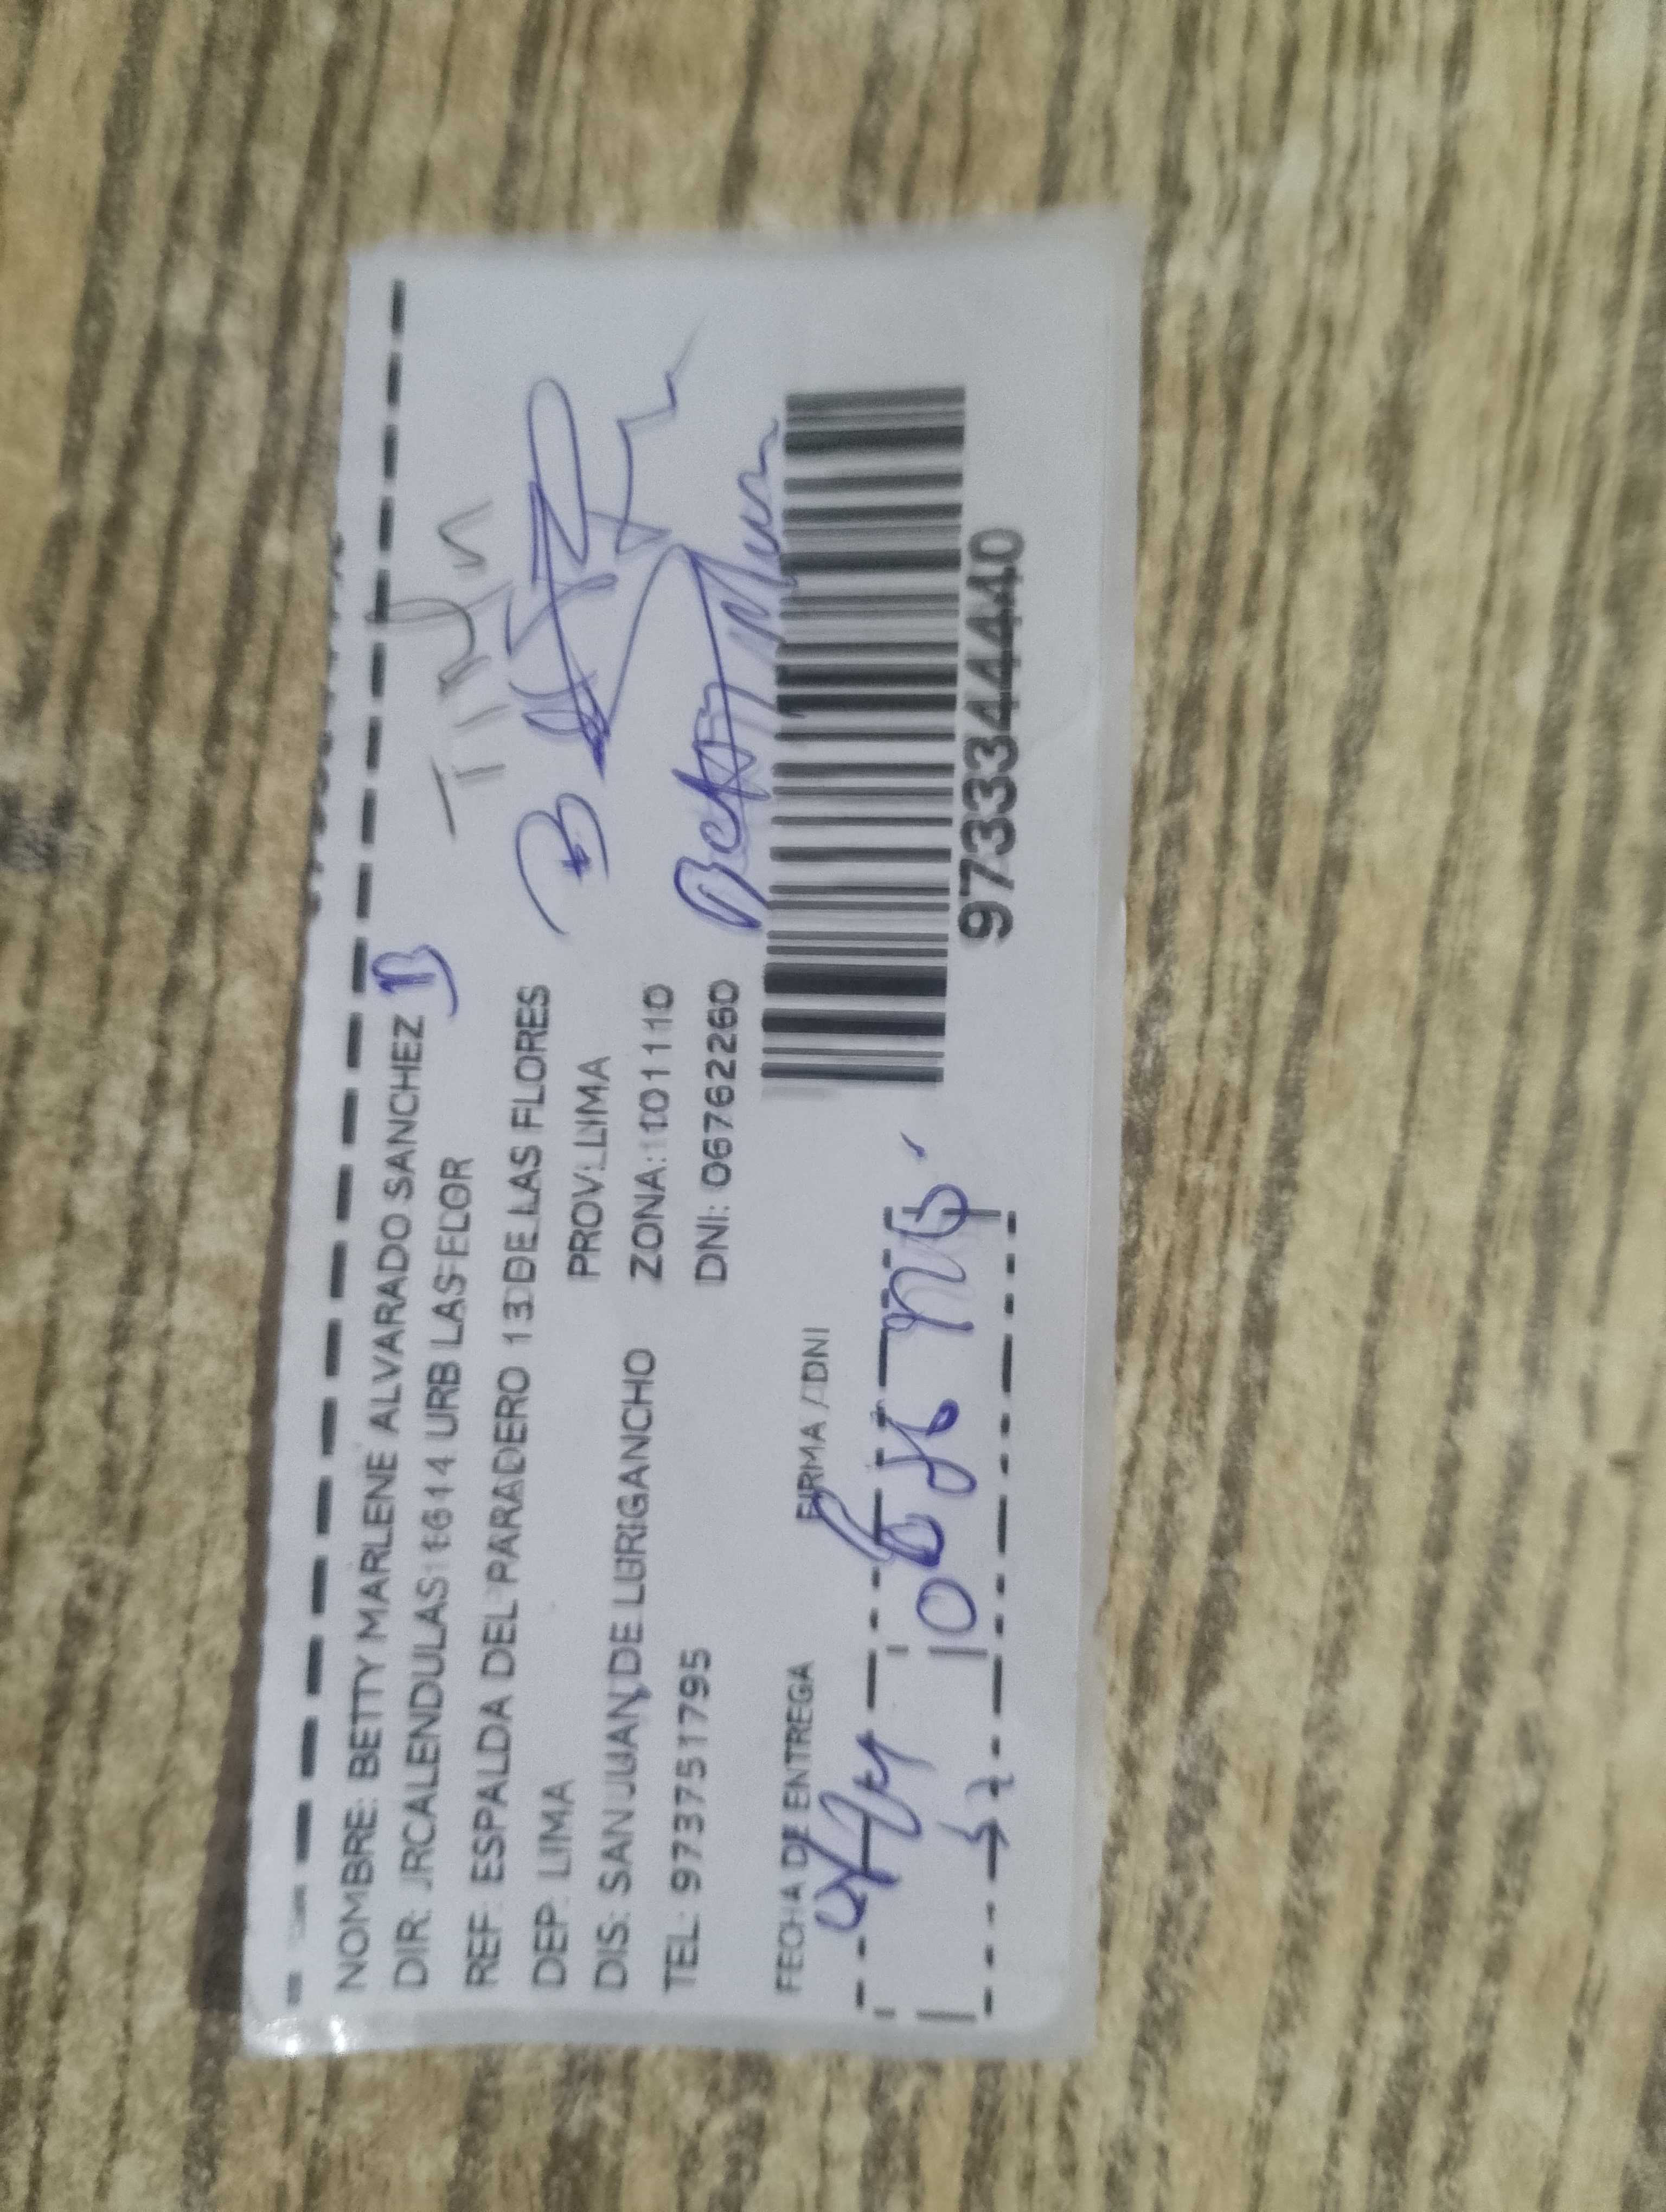 NOMBRE: BETTY MARLENE ALVARADO SANCHEZ B
DIR: JRCALENDULAS 1614 URB LAS FLOR
REF: ESPALDA DEL PARADERO 13 DE LAS FLORES
DEP: LIMA PROV: LIMA
DIS: SAN JUAN DE LURIGANCHO ZONA: 101110
TEL: 973751795 DNI: 06762260
B
Betty
FECHA DE ENTREGA FIRMA / DNI
97333444440